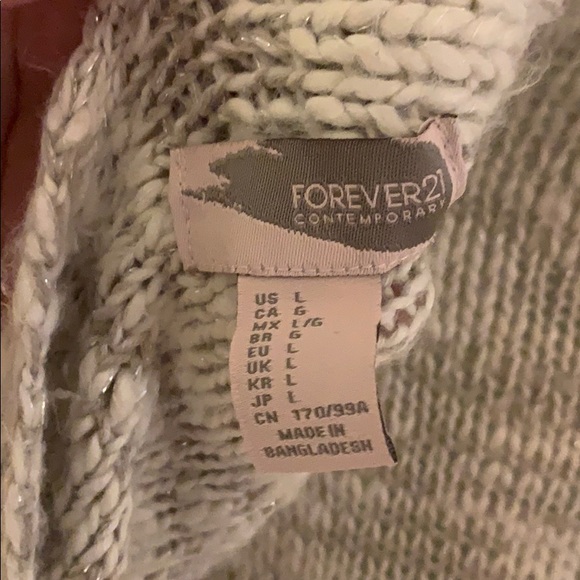 FOREVER21
CONTEMPORARY
US L
CA G
MX L/G
BR G
EU L
UK L
KR L
JP L
CN 170/99A
MADE IN
BANGLADESH